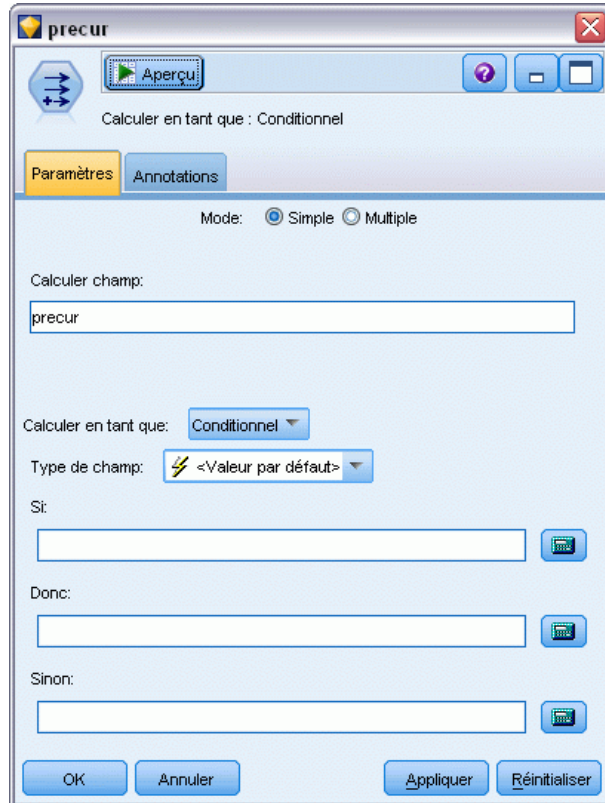 precur
Aperçu
Calculer en tant que : Conditionnel
Paramètres Annotations
Mode: Simple Multiple
Calculer champ:
precur
Calculer en tant que: Conditionnel
Type de champ: <Valeur par défaut>
Si:
Donc:
Sinon:
OK Annuler Appliquer Réinitialiser